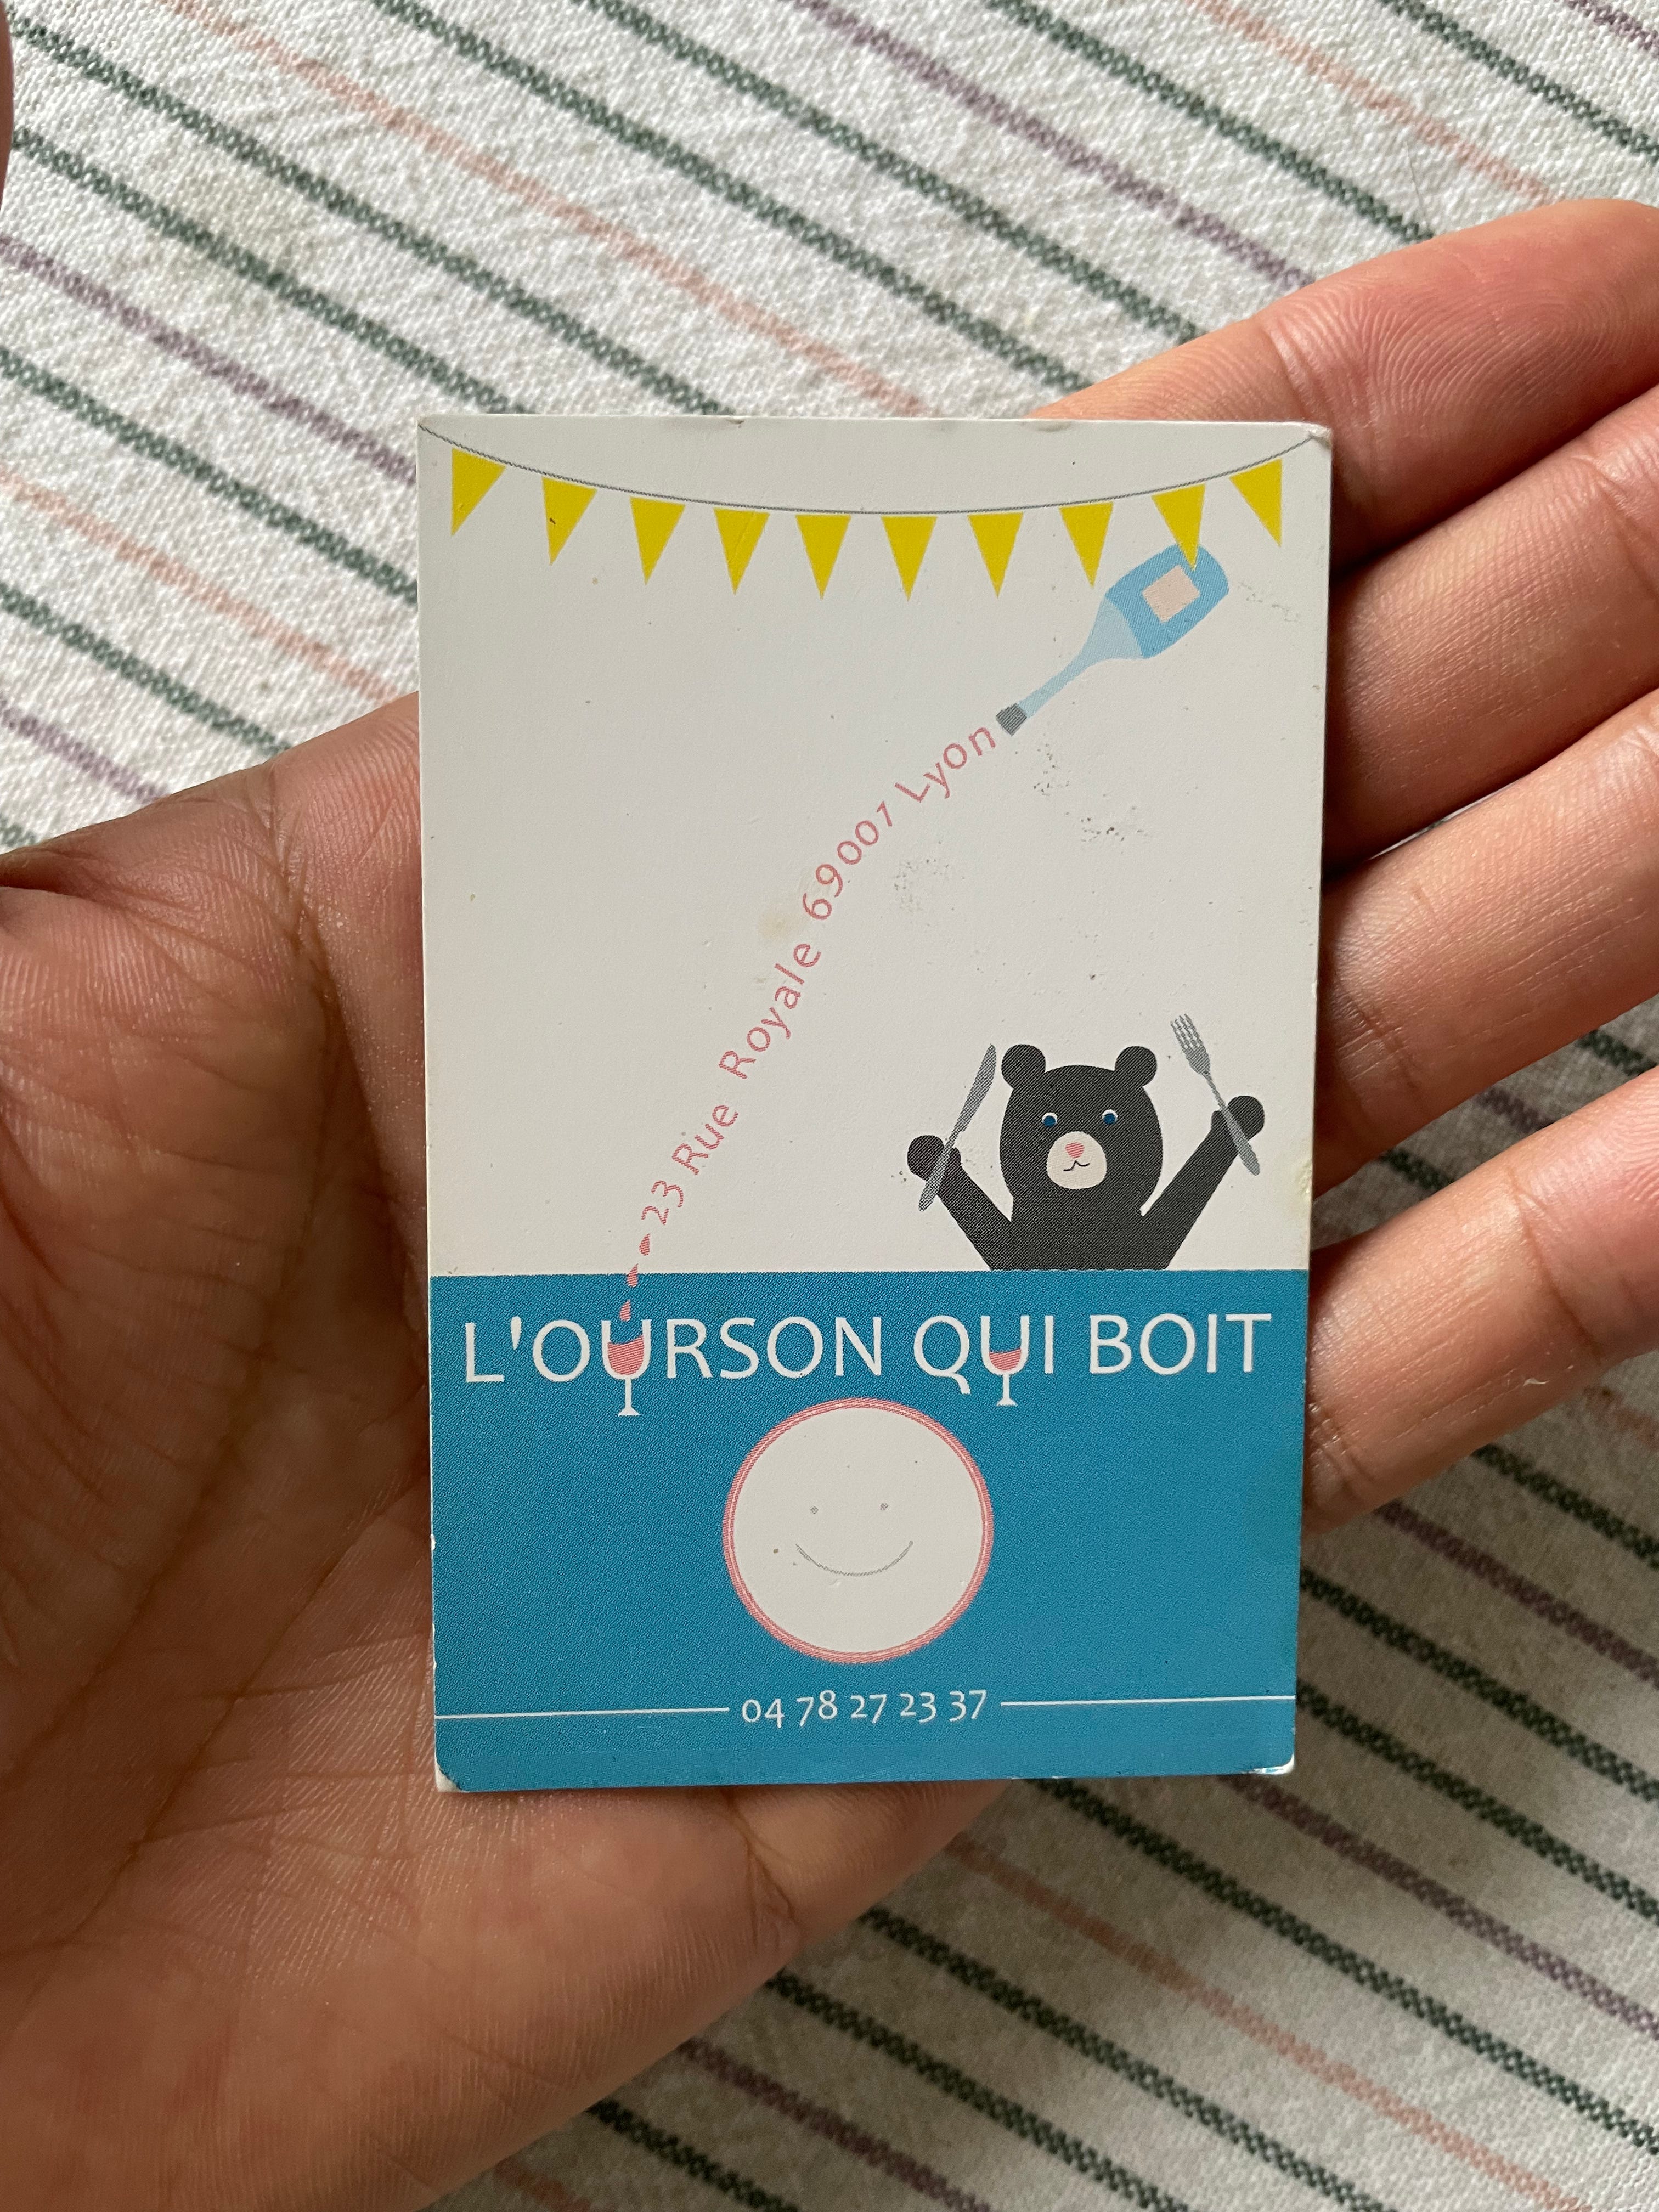 23 Rue Royale 69001 Lyon
L'OURSON QUI BOIT
04 78 27 23 37